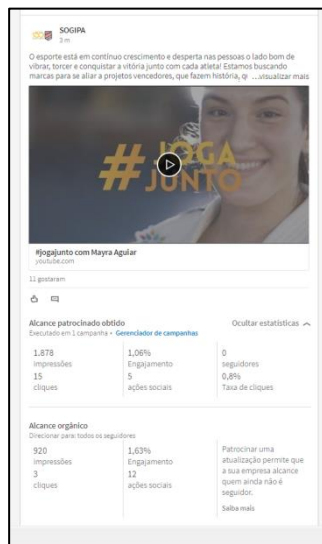 SOGIPA
3 m
O esporte está em contínuo crescimento e desperta nas pessoas o lado bom de
vibrar, torcer e conquistar a vitória junto com cada atleta! Estamos buscando
marcas para se aliar a projetos vencedores, que fazem história, q ...visualizar mais
#JOGA
JUNTO
#jogajunto com Mayra Aguiar
youtube.com
11 gostaram
Alcance patrocinado obtido
Ocultar estatísticas
Executado em 1 campanha • Gerenciador de campanhas
1.878
impressões
15
cliques
1,06%
Engajamento
5
ações sociais
0
seguidores
0,8%
Taxa de cliques
Alcance orgânico
Direcionar para: todos os seguidores
920
impressões
3
cliques
1,63%
Engajamento
12
ações sociais
Patrocinar uma
atualização permite que
a sua empresa alcance
quem ainda não é
seguidor.
Saiba mais